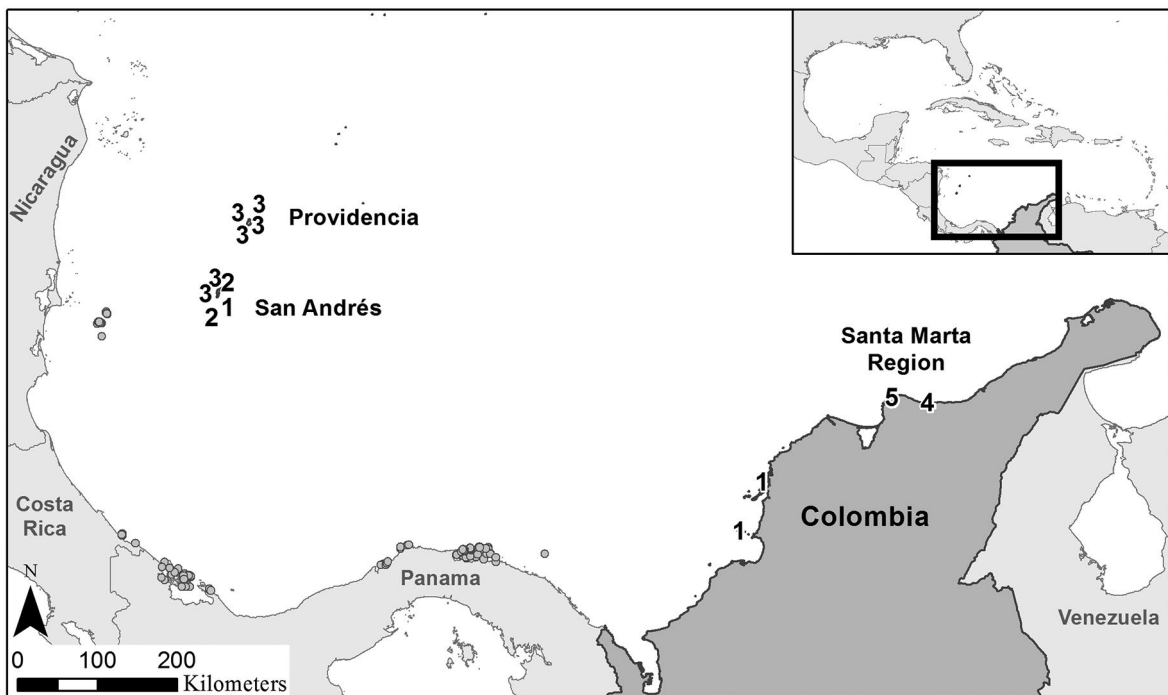 Nicaragua
3
3
3
3
Providencia
3
2
3
1
2
San Andrés
Santa Marta
Region
5
4
1
1
Colombia
Costa
Rica
Panama
Venezuela
N
0 100 200
Kilometers